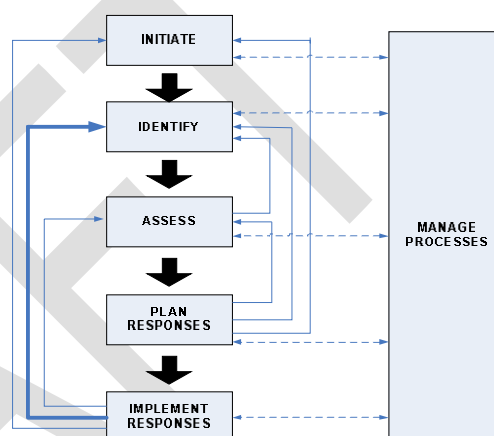 INITIATE
IDENTIFY
ASSESS
MANAGE
PROCESSES
PLAN
RESPONSES
IMPLEMENT
RESPONSES